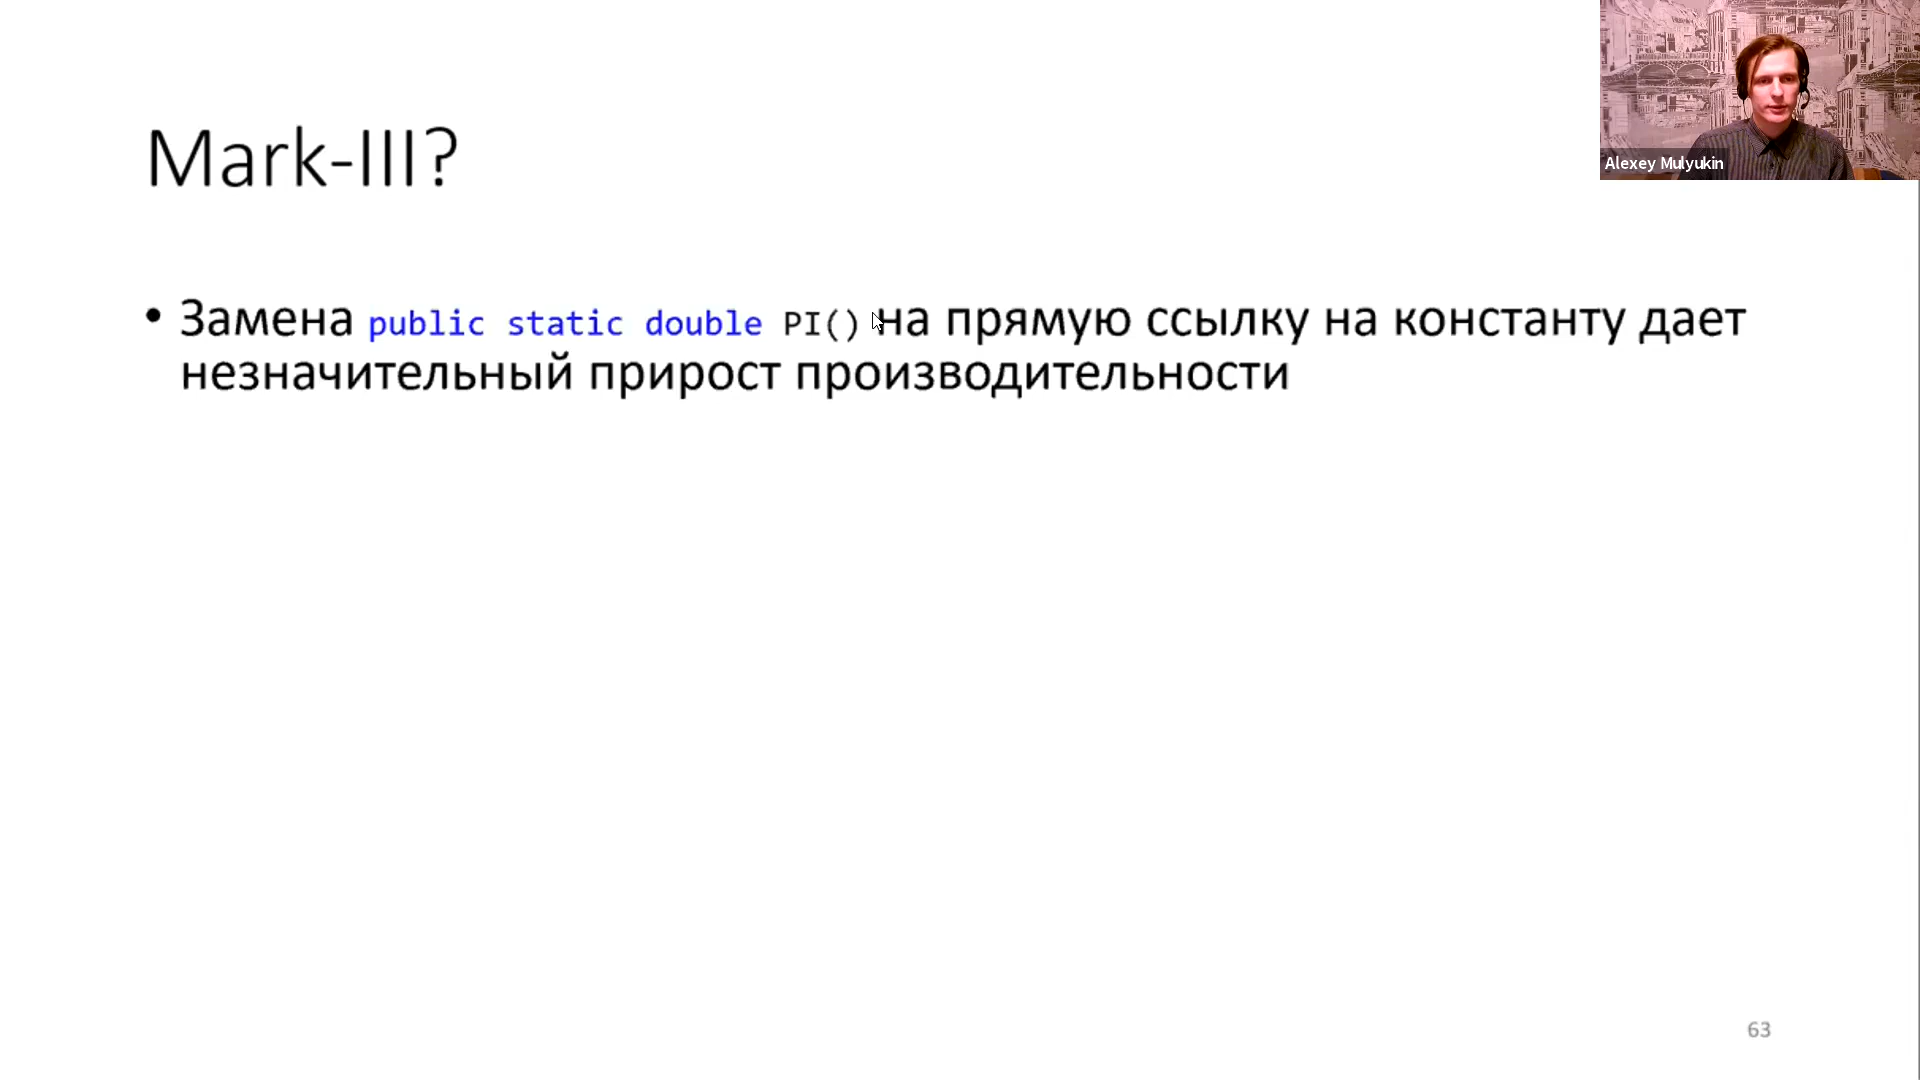 Alexey Mulyukin
Mark-III?
• Замена public static double PI() на прямую ссылку на константу дает
незначительный прирост производительности
63